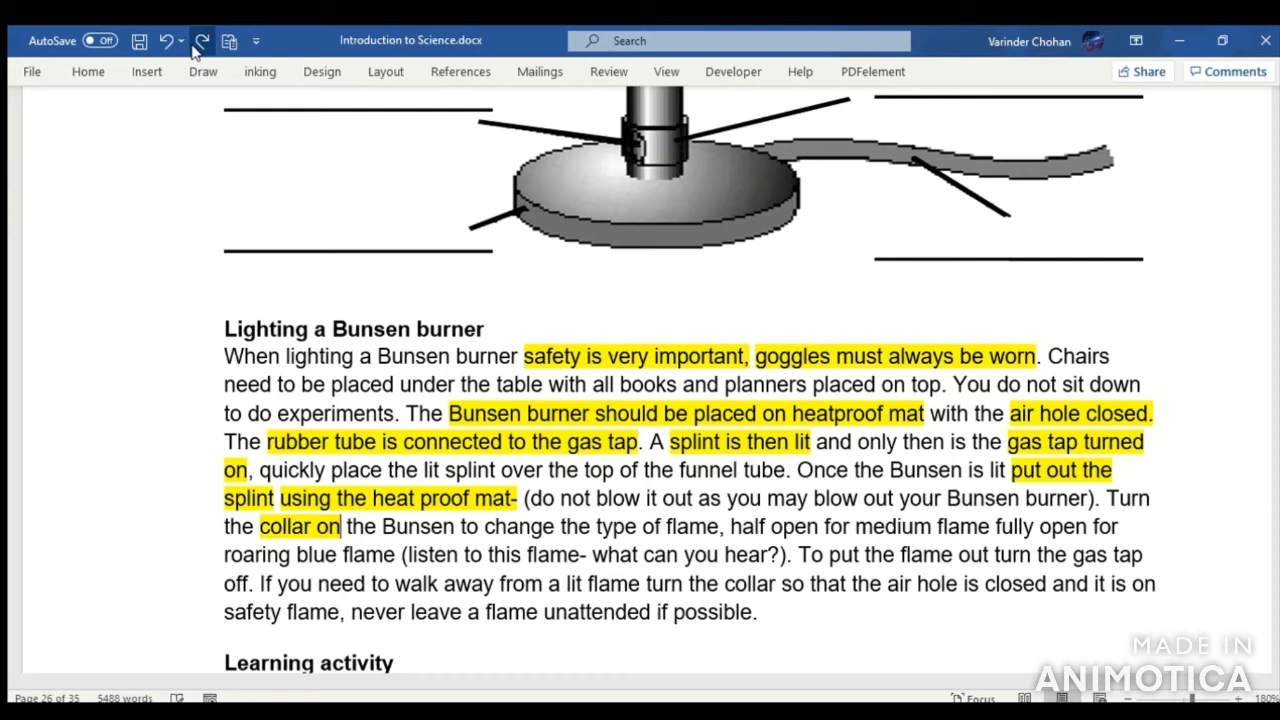 AutoSave Off Introduction to Science.docx Search Varinder Chohan
File Home Insert Draw inking Design Layout References Mailings Review View Developer Help PDFelement Share Comments
Lighting a Bunsen burner
When lighting a Bunsen burner safety is very important, goggles must always be worn. Chairs
need to be placed under the table with all books and planners placed on top. You do not sit down
to do experiments. The Bunsen burner should be placed on heatproof mat with the air hole closed.
The rubber tube is connected to the gas tap. A splint is then lit and only then is the gas tap turned
on, quickly place the lit splint over the top of the funnel tube. Once the Bunsen is lit put out the
splint using the heat proof mat- (do not blow it out as you may blow out your Bunsen burner). Turn
the collar on the Bunsen to change the type of flame, half open for medium flame fully open for
roaring blue flame (listen to this flame- what can you hear?). To put the flame out turn the gas tap
off. If you need to walk away from a lit flame turn the collar so that the air hole is closed and it is on
safety flame, never leave a flame unattended if possible.
Learning activity
MADE IN
ANIMOTICA
Page 26 of 35 5488 words Focus 180%